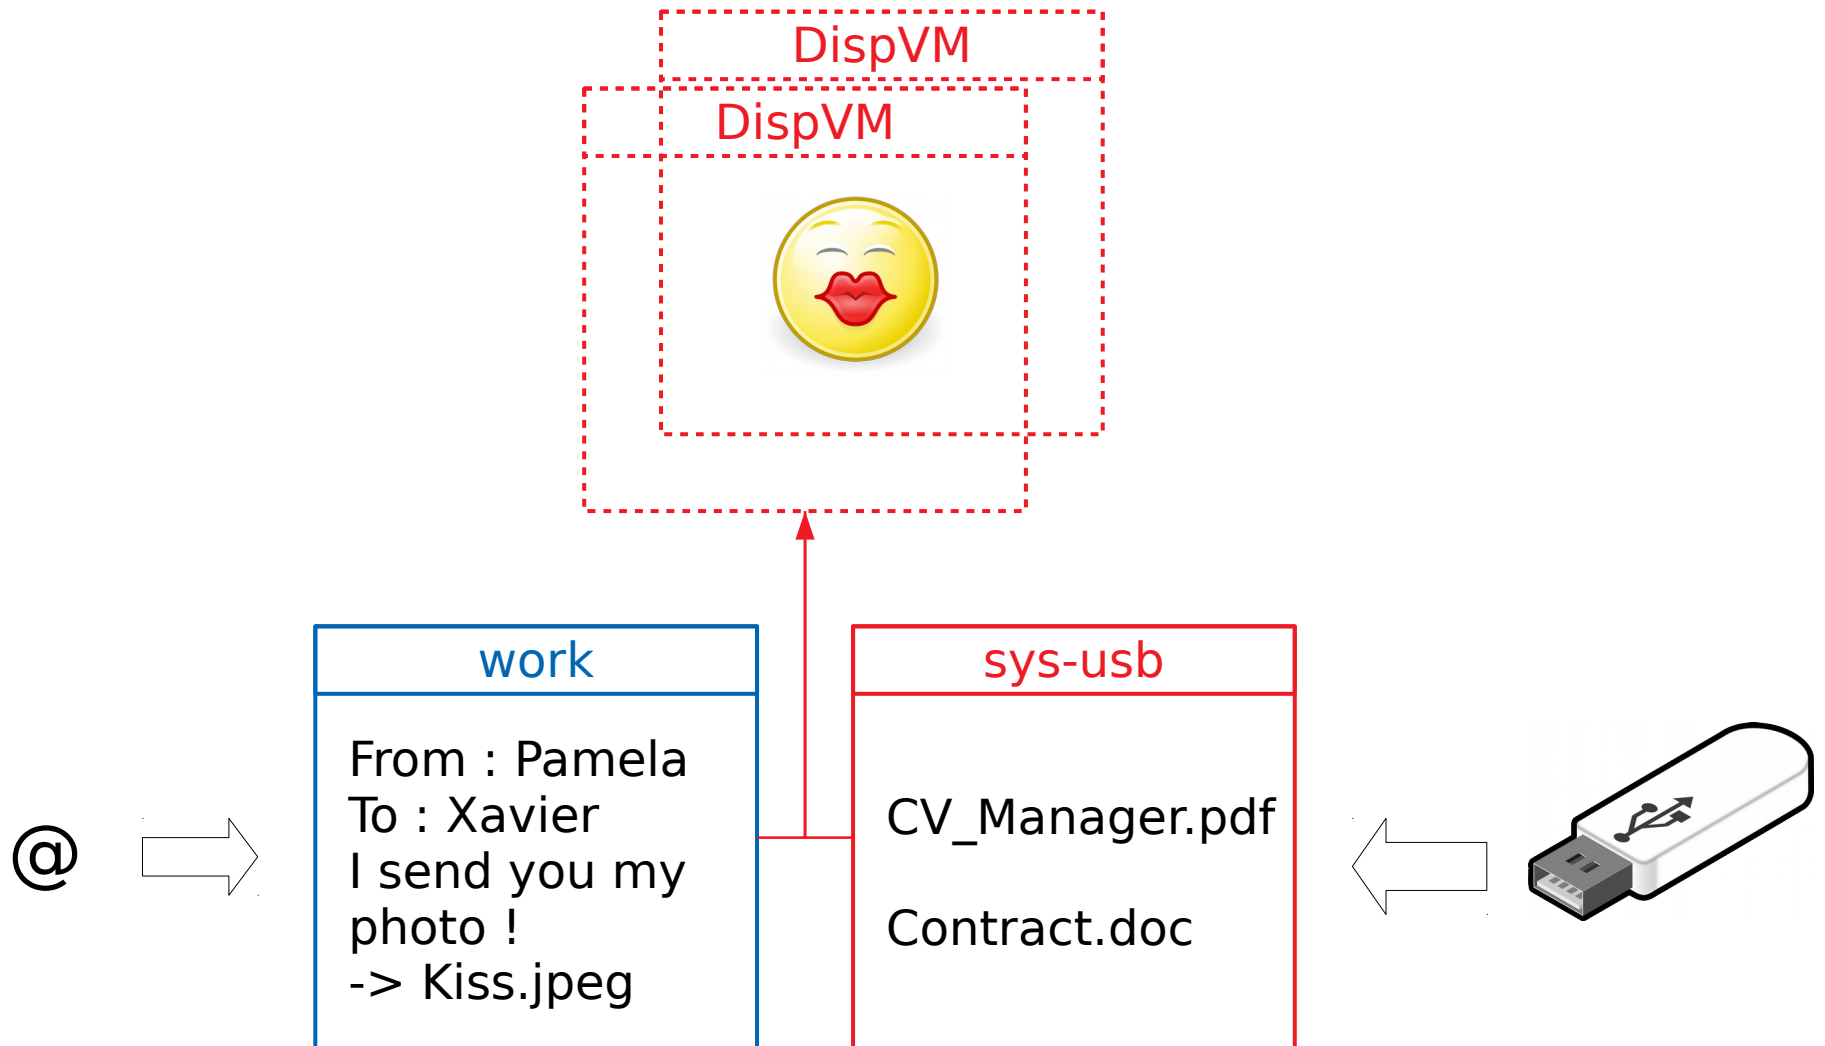 DispVM
DispVM
work
From : Pamela
To : Xavier
I send you my
photo !
-> Kiss.jpeg
sys-usb
CV_Manager.pdf
Contract.doc
@